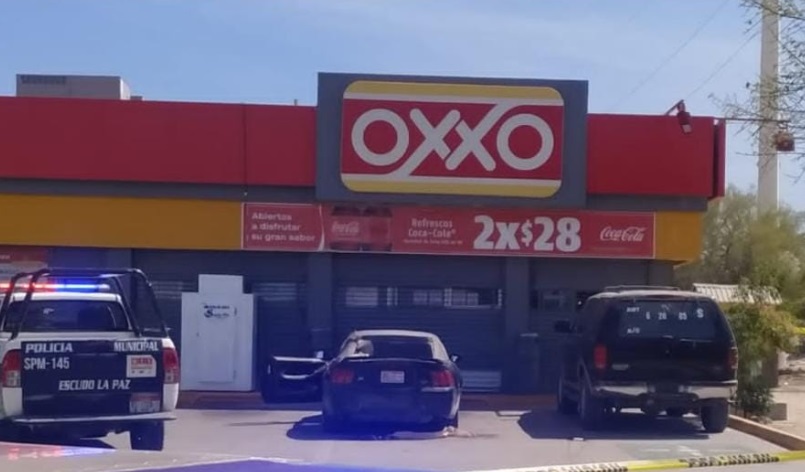 OXXO
Abiertos
a disfrutar
su gran sabor
Coca-Cola
Refrescos
Coca-Cola
2x$28
Coca-Cola
POLICIA MUNICIPAL
SPM-145
ESCUDO LA PAZ